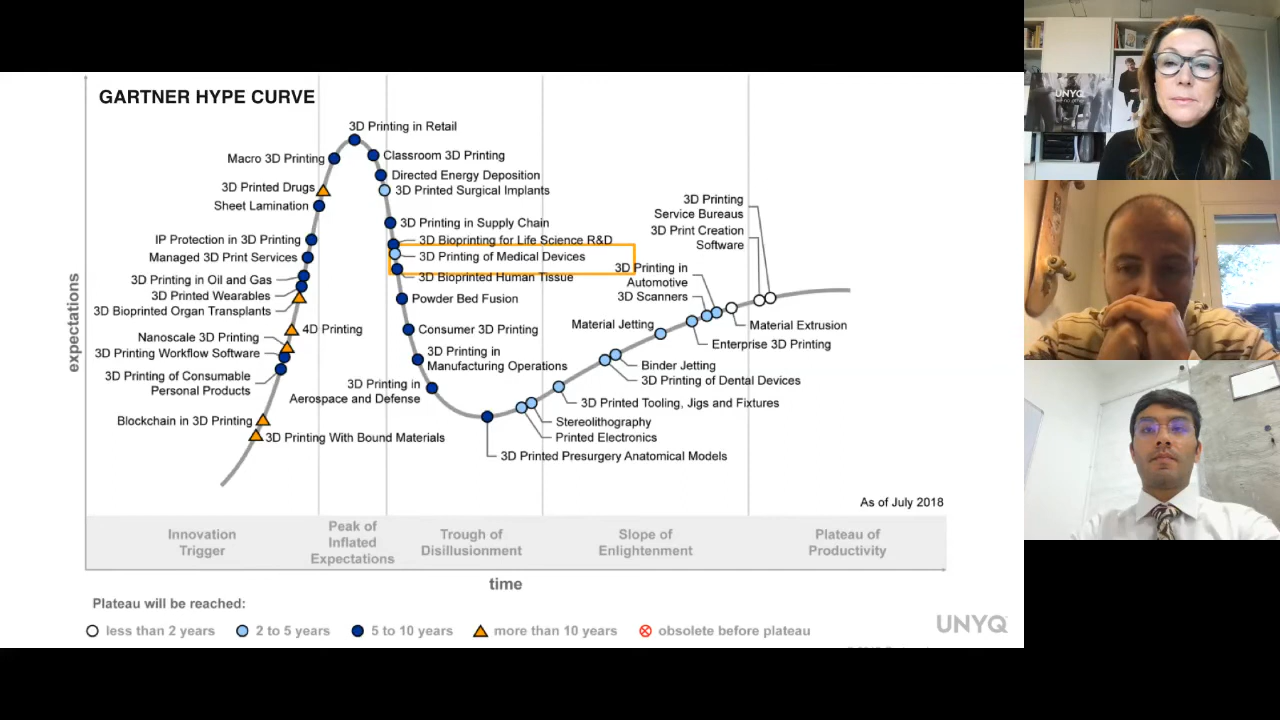 GARTNER HYPE CURVE
3D Printing in Retail
Macro 3D Printing
Classroom 3D Printing
Directed Energy Deposition
3D Printed Drugs
3D Printed Surgical Implants
Sheet Lamination
3D Printing in Supply Chain
IP Protection in 3D Printing
3D Bioprinting for Life Science R&D
Managed 3D Print Services
3D Printing of Medical Devices
3D Printing in Oil and Gas
3D Bioprinted Human Tissue
3D Printed Wearables
Powder Bed Fusion
3D Bioprinted Organ Transplants
4D Printing
Consumer 3D Printing
Nanoscale 3D Printing
3D Printing Workflow Software
3D Printing in
Manufacturing Operations
3D Printing of Consumable
Personal Products
3D Printing in
Aerospace and Defense
Blockchain in 3D Printing
3D Printing With Bound Materials
3D Printing
Service Bureaus
3D Print Creation
Software
3D Printing in
Automotive
3D Scanners
Material Jetting
Material Extrusion
Enterprise 3D Printing
Binder Jetting
3D Printing of Dental Devices
3D Printed Tooling, Jigs and Fixtures
Stereolithography
Printed Electronics
3D Printed Presurgery Anatomical Models
As of July 2018
expectations
Innovation
Trigger
Peak of
Inflated
Expectations
Trough of
Disillusionment
Slope of
Enlightenment
Plateau of
Productivity
time
Plateau will be reached:
less than 2 years
2 to 5 years
5 to 10 years
more than 10 years
obsolete before plateau
UNYQ
UNYQ